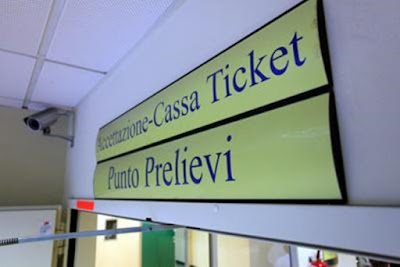 Accettazione-Cassa Ticket
Punto Prelievi